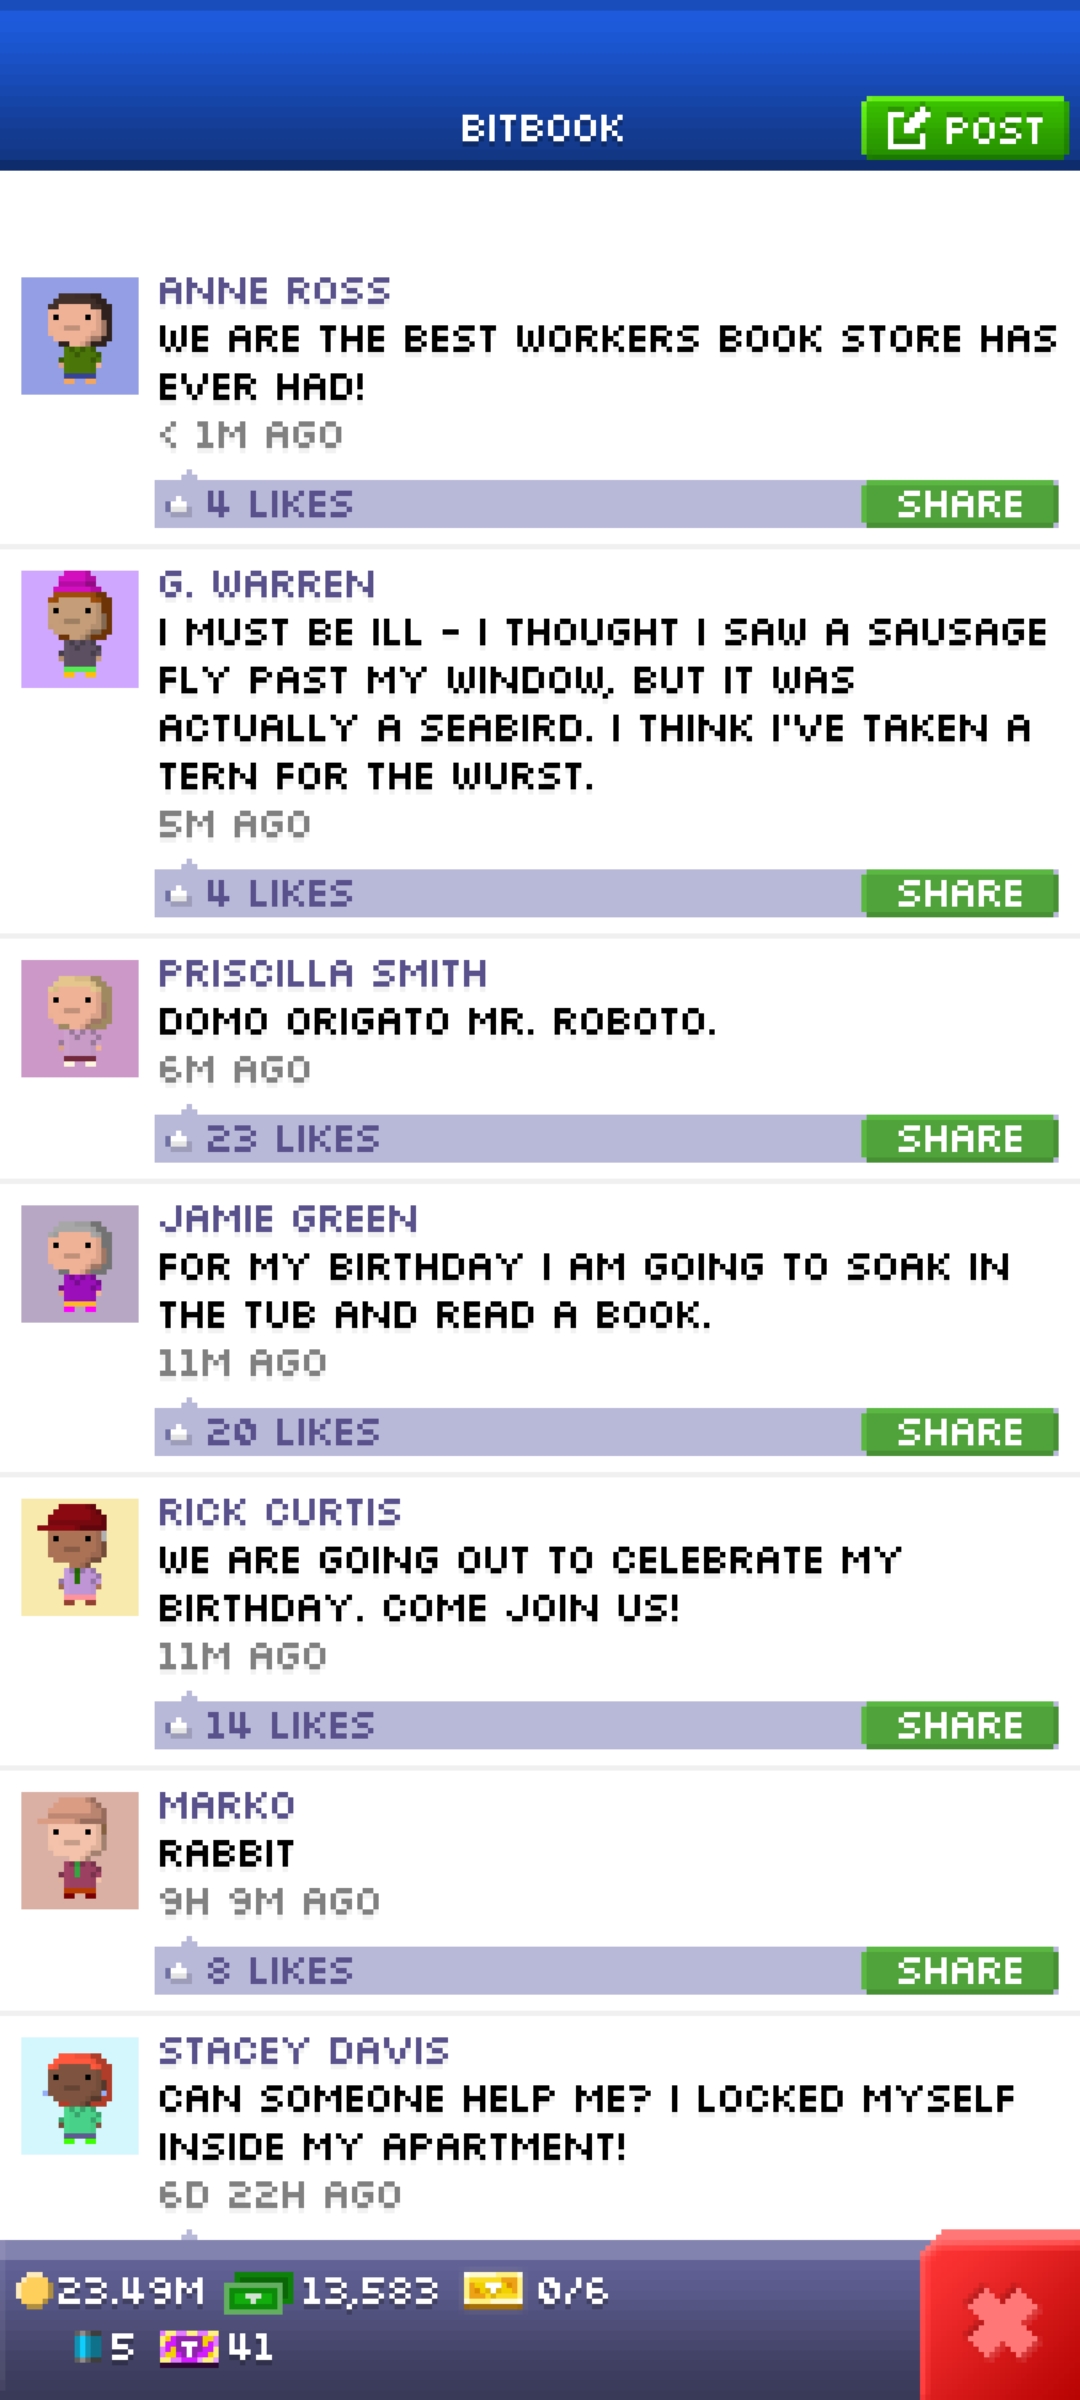 BITBOOK
POST
ANNE ROSS
WE ARE THE BEST WORKERS BOOK STORE HAS
EVER HAD!
< 1M AGO
4 LIKES
SHARE
G. WARREN
I MUST BE ILL - I THOUGHT I SAW A SAUSAGE
FLY PAST MY WINDOW, BUT IT WAS
ACTUALLY A SEABIRD. I THINK I'VE TAKEN A
TERN FOR THE WURST.
5M AGO
4 LIKES
SHARE
PRISCILLA SMITH
DOMO ORIGATO MR. ROBOTO.
6M AGO
23 LIKES
SHARE
JAMIE GREEN
FOR MY BIRTHDAY I AM GOING TO SOAK IN
THE TUB AND READ A BOOK.
11M AGO
20 LIKES
SHARE
RICK CURTIS
WE ARE GOING OUT TO CELEBRATE MY
BIRTHDAY. COME JOIN US!
11M AGO
14 LIKES
SHARE
MARKO
RABBIT
9H 9M AGO
8 LIKES
SHARE
STACEY DAVIS
CAN SOMEONE HELP ME? I LOCKED MYSELF
INSIDE MY APARTMENT!
6D 22H AGO
23.49M 13,583 0/6
5 T 41